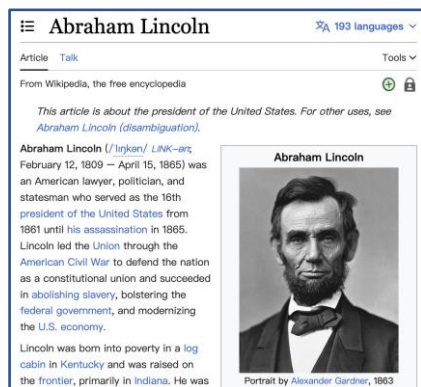 Abraham Lincoln
193 languages
Article Talk
Tools
From Wikipedia, the free encyclopedia
This article is about the president of the United States. For other uses, see
Abraham Lincoln (disambiguation).
Abraham Lincoln (/ˈlɪŋkən/ LINK-ən;
February 12, 1809 – April 15, 1865) was
an American lawyer, politician, and
statesman who served as the 16th
president of the United States from
1861 until his assassination in 1865.
Lincoln led the Union through the
American Civil War to defend the nation
as a constitutional union and succeeded
in abolishing slavery, bolstering the
federal government, and modernizing
the U.S. economy.
Lincoln was born into poverty in a log
cabin in Kentucky and was raised on
the frontier, primarily in Indiana. He was
Abraham Lincoln
Portrait by Alexander Gardner, 1863